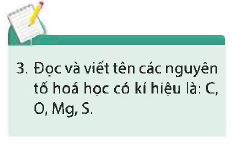 3. Đọc và viết tên các nguyên
tố hoá học có kí hiệu là: C,
O, Mg, S.